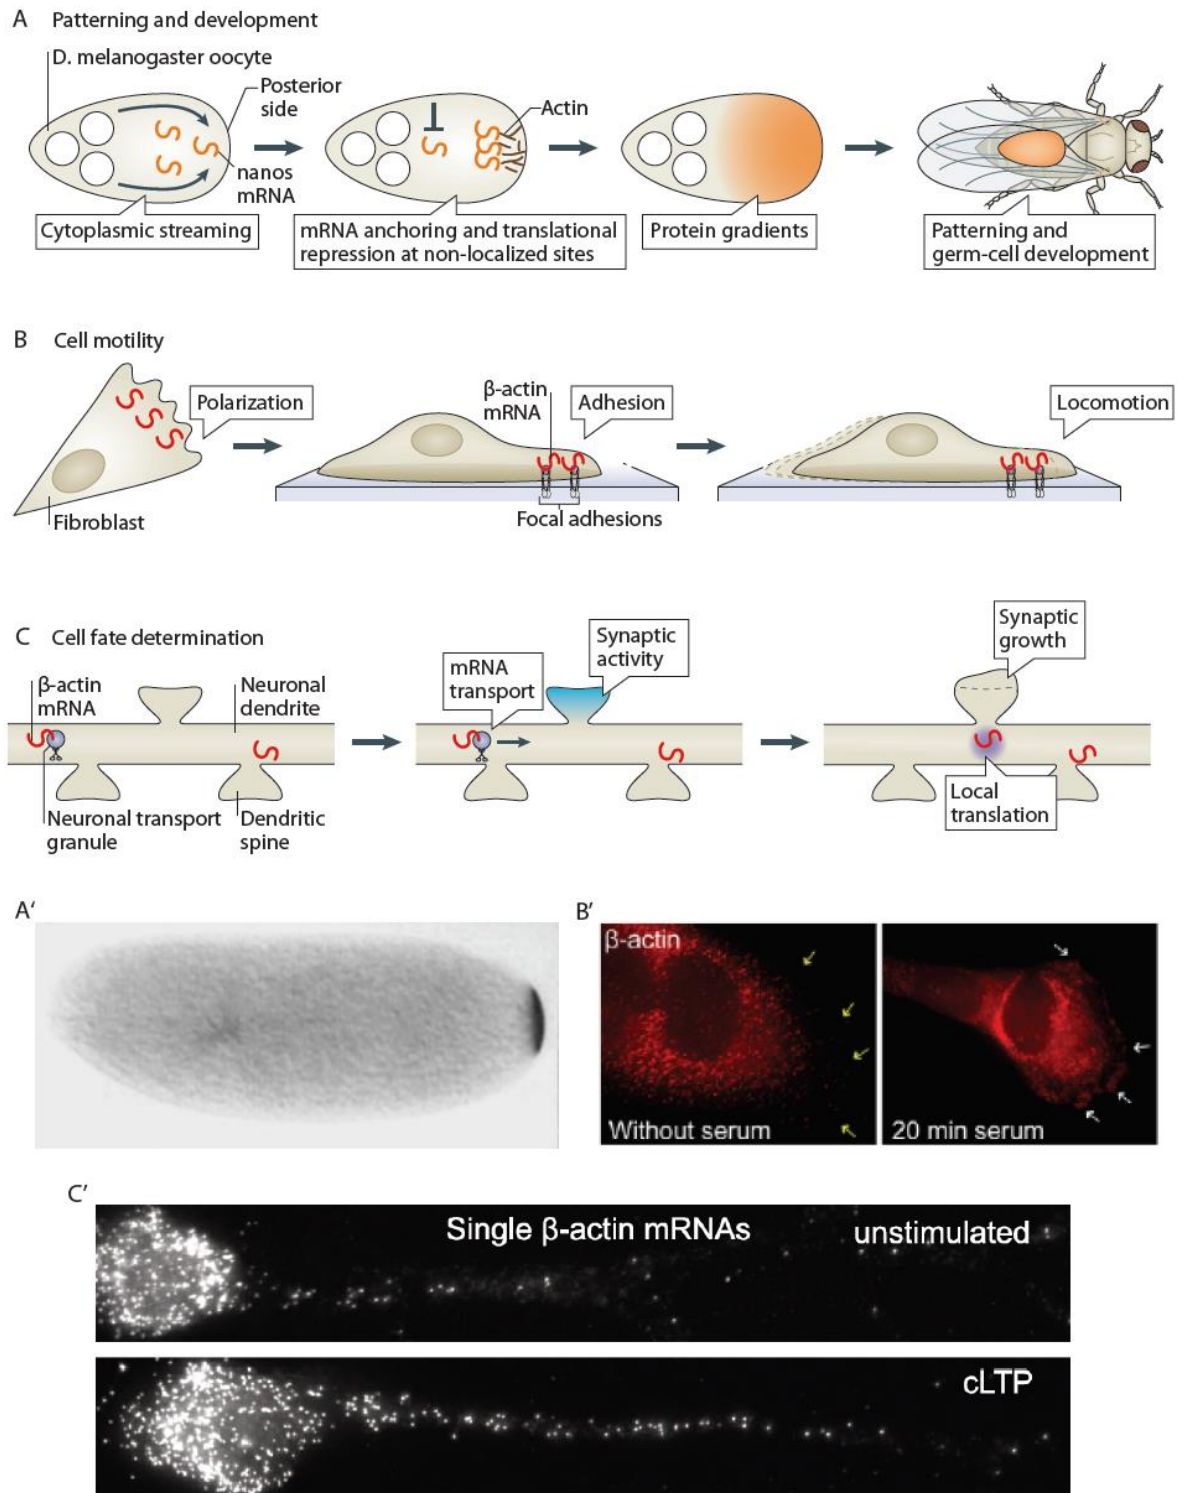 A Patterning and development
D. melanogaster oocyte
Posterior
side
nanos
mRNA
Actin
Cytoplasmic streaming
mRNA anchoring and translational
repression at non-localized sites
Protein gradients
Patterning and
germ-cell development
B Cell motility
Polarization
β-actin
mRNA
Adhesion
Locomotion
Fibroblast
Focal adhesions
C Cell fate determination
β-actin
mRNA
Neuronal
dendrite
Neuronal transport
granule
Dendritic
spine
mRNA
transport
Synaptic
activity
Synaptic
growth
Local
translation
A'
B'
β-actin
Without serum
20 min serum
C'
Single β-actin mRNAs
unstimulated
cLTP